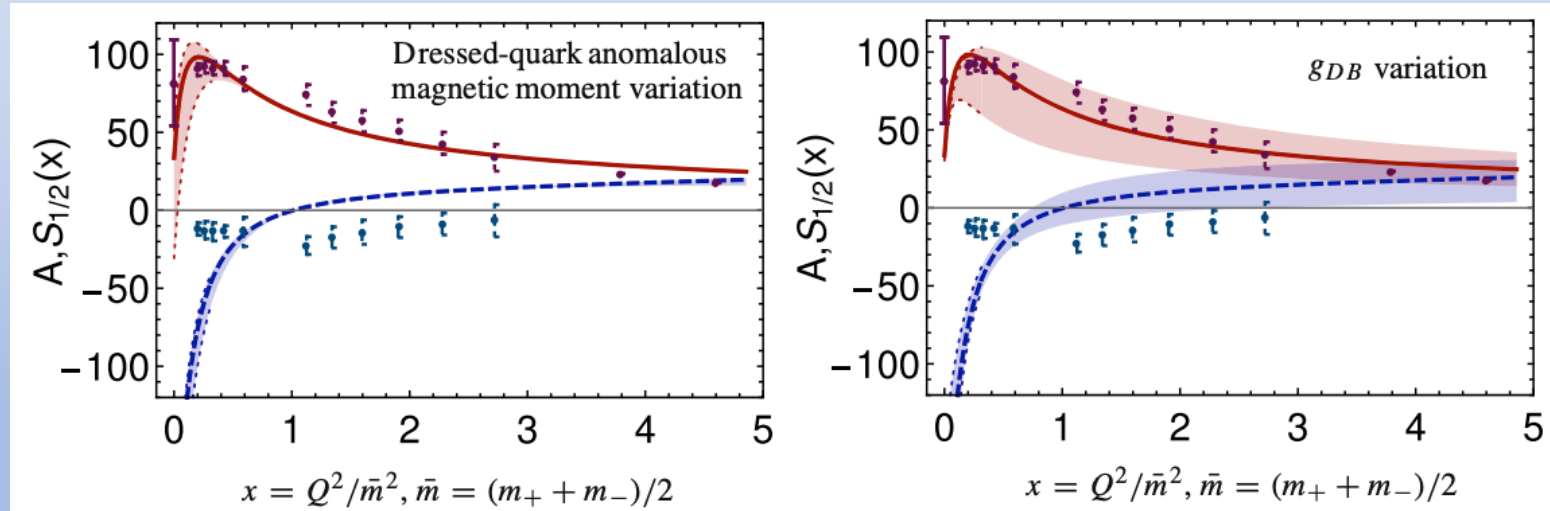 Dressed-quark anomalous
magnetic moment variation
A,S₁/₂(x)
100
50
0
−50
−100
0 1 2 3 4 5
x = Q²/m̄², m̄ = (m₊ + m₋)/2
g_DB variation
A,S₁/₂(x)
100
50
0
−50
−100
0 1 2 3 4 5
x = Q²/m̄², m̄ = (m₊ + m₋)/2